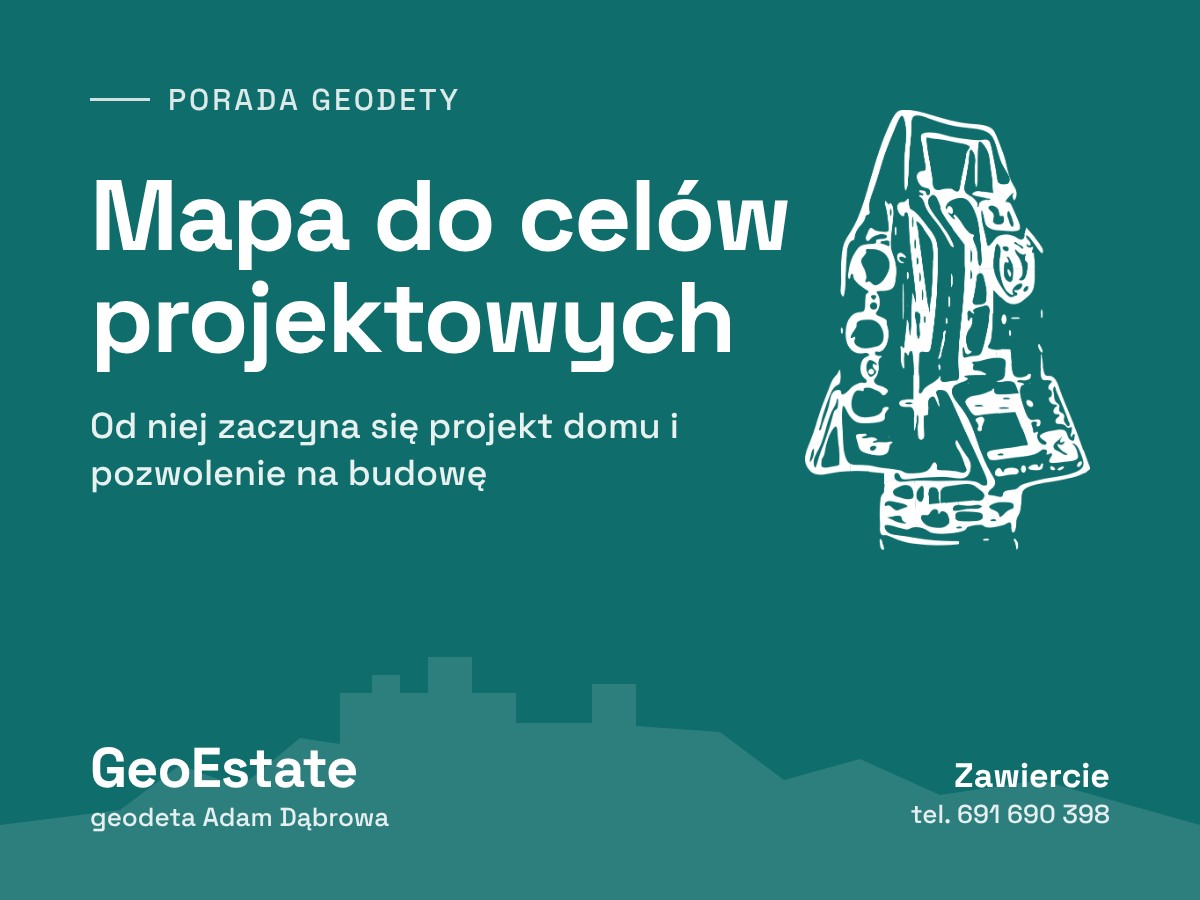 PORADA GEODETY
Mapa do celów
projektowych
Od niej zaczyna się projekt domu i
pozwolenie na budowę
GeoEstate
geodeta Adam Dąbrowa
Zawiercie
tel. 691 690 398